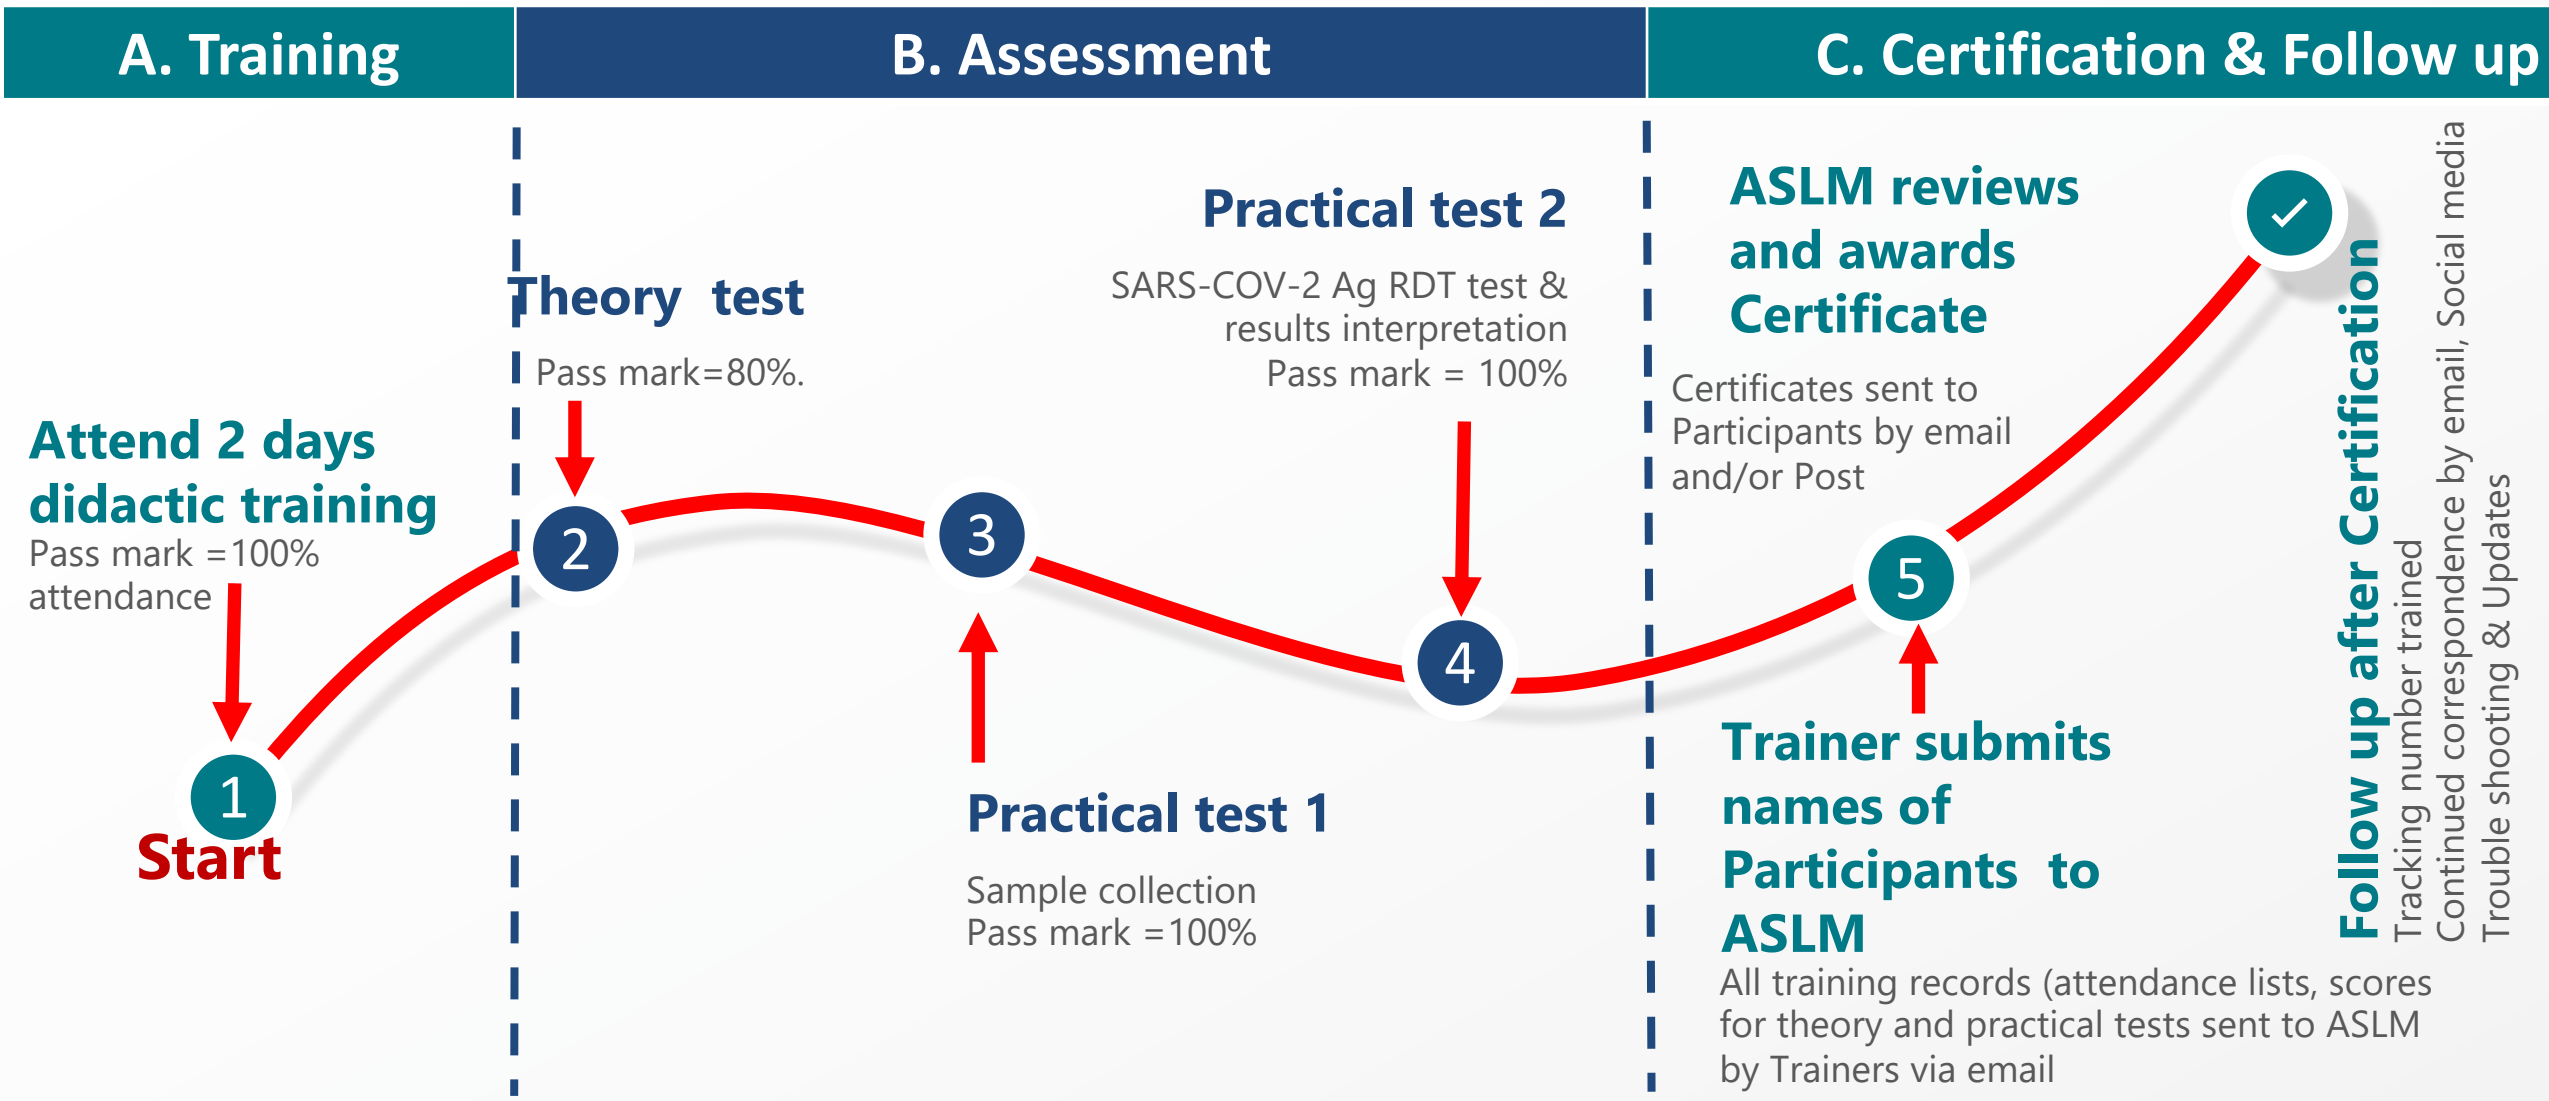 A. Training
B. Assessment
C. Certification & Follow up
Attend 2 days
didactic training
Pass mark =100%
attendance
1
Start
Theory  test
Pass mark=80%.
2
3
Practical test 1
Sample collection
Pass mark =100%
Practical test 2
SARS-COV-2 Ag RDT test &
results interpretation
Pass mark = 100%
4
ASLM reviews
and awards
Certificate
Certificates sent to
Participants by email
and/or Post
5
Trainer submits
names of
Participants  to
ASLM
All training records (attendance lists, scores
for theory and practical tests sent to ASLM
by Trainers via email
Follow up after Certification
Tracking number trained
Continued correspondence by email, Social media
Trouble shooting & Updates